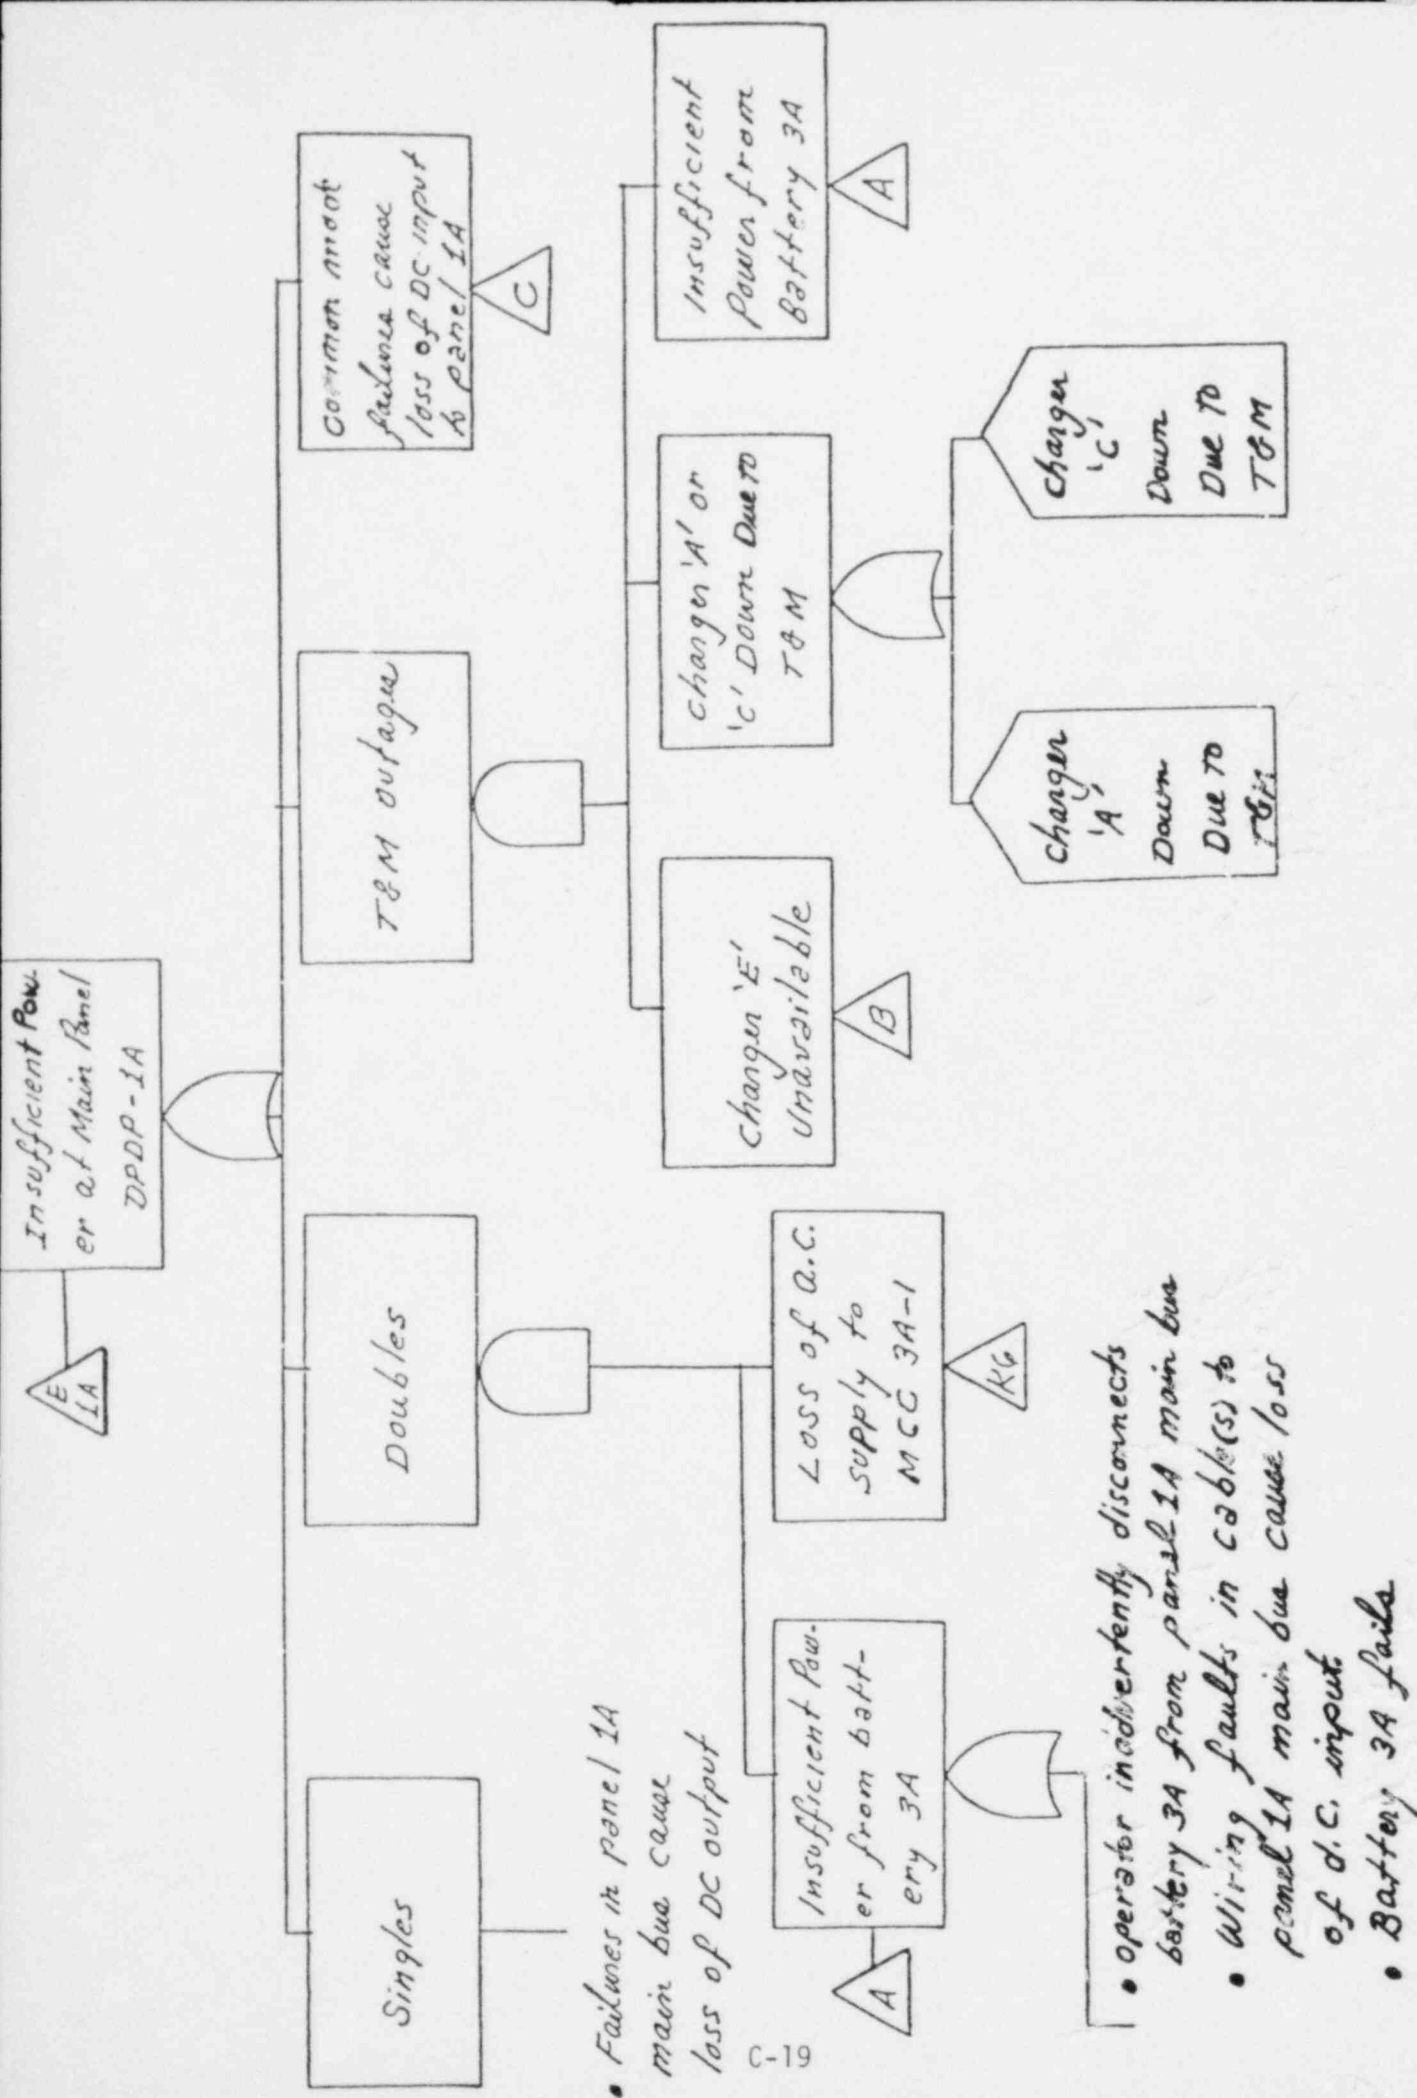 E
1A
Insufficient Pow-
er at Main Panel
DPDP-1A
Singles
• Failures in panel 1A
main bus cause
loss of DC output
Doubles
T&M outages
common mode
failures cause
loss of DC input
to panel 1A
C
A
Insufficient Pow-
er from batt-
ery 3A
• operator inadvertently disconnects
battery 3A from panel 1A main bus
• Wiring faults in cable(s) to
panel 1A main bus cause loss
of d.c. input.
• Battery 3A fails
Loss of a.c.
supply to
MCC 3A-1
K6
Charger 'E'
Unavailable
B
Charger 'A' or
'C' Down Due TO
T&M
Charger
'A'
Down
Due TO
T&M
Charger
'C'
Down
Due TO
T&M
Insufficient
Power from
Battery 3A
A
C-19